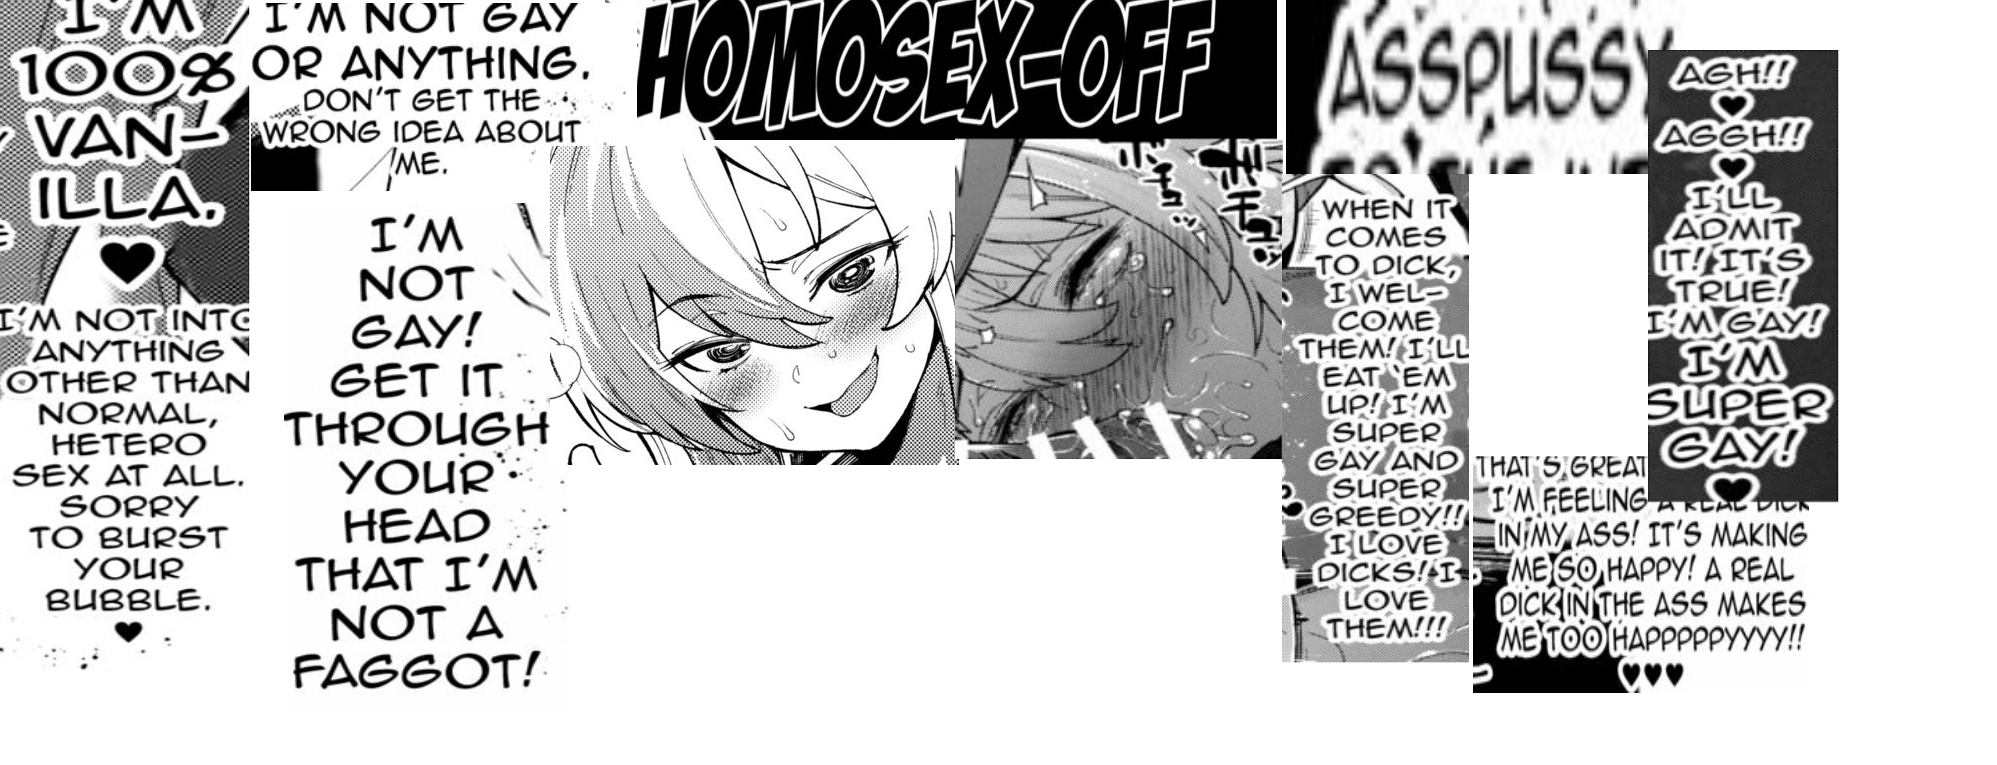 I'M
100%
VAN-
ILLA.
♥
I'M NOT INTO
ANYTHING
OTHER THAN
NORMAL,
HETERO
SEX AT ALL.
SORRY
TO BURST
YOUR
BUBBLE.
♥
I'M NOT GAY
OR ANYTHING.
DON'T GET THE
WRONG IDEA ABOUT
ME.
I'M
NOT
GAY!
GET IT
THROUGH
YOUR
HEAD
THAT I'M
NOT A
FAGGOT!
HOMOSEX-OFF
ASSPUSSY
WHEN IT
COMES
TO DICK,
I WEL-
COME
THEM! I'LL
EAT 'EM
UP! I'M
SUPER
GAY AND
SUPER
GREEDY!!
I LOVE
DICKS! I
LOVE
THEM!!!
AGH!!
♥
AGGH!!
♥
I'LL
ADMIT
IT! IT'S
TRUE!
I'M GAY!
I'M
SUPER
GAY!
♥
THAT'S GREAT
I'M FEELING A REAL DICK
IN MY ASS! IT'S MAKING
ME SO HAPPY! A REAL
DICK IN THE ASS MAKES
ME TOO HAPPPPPYYYY!!
♥♥♥